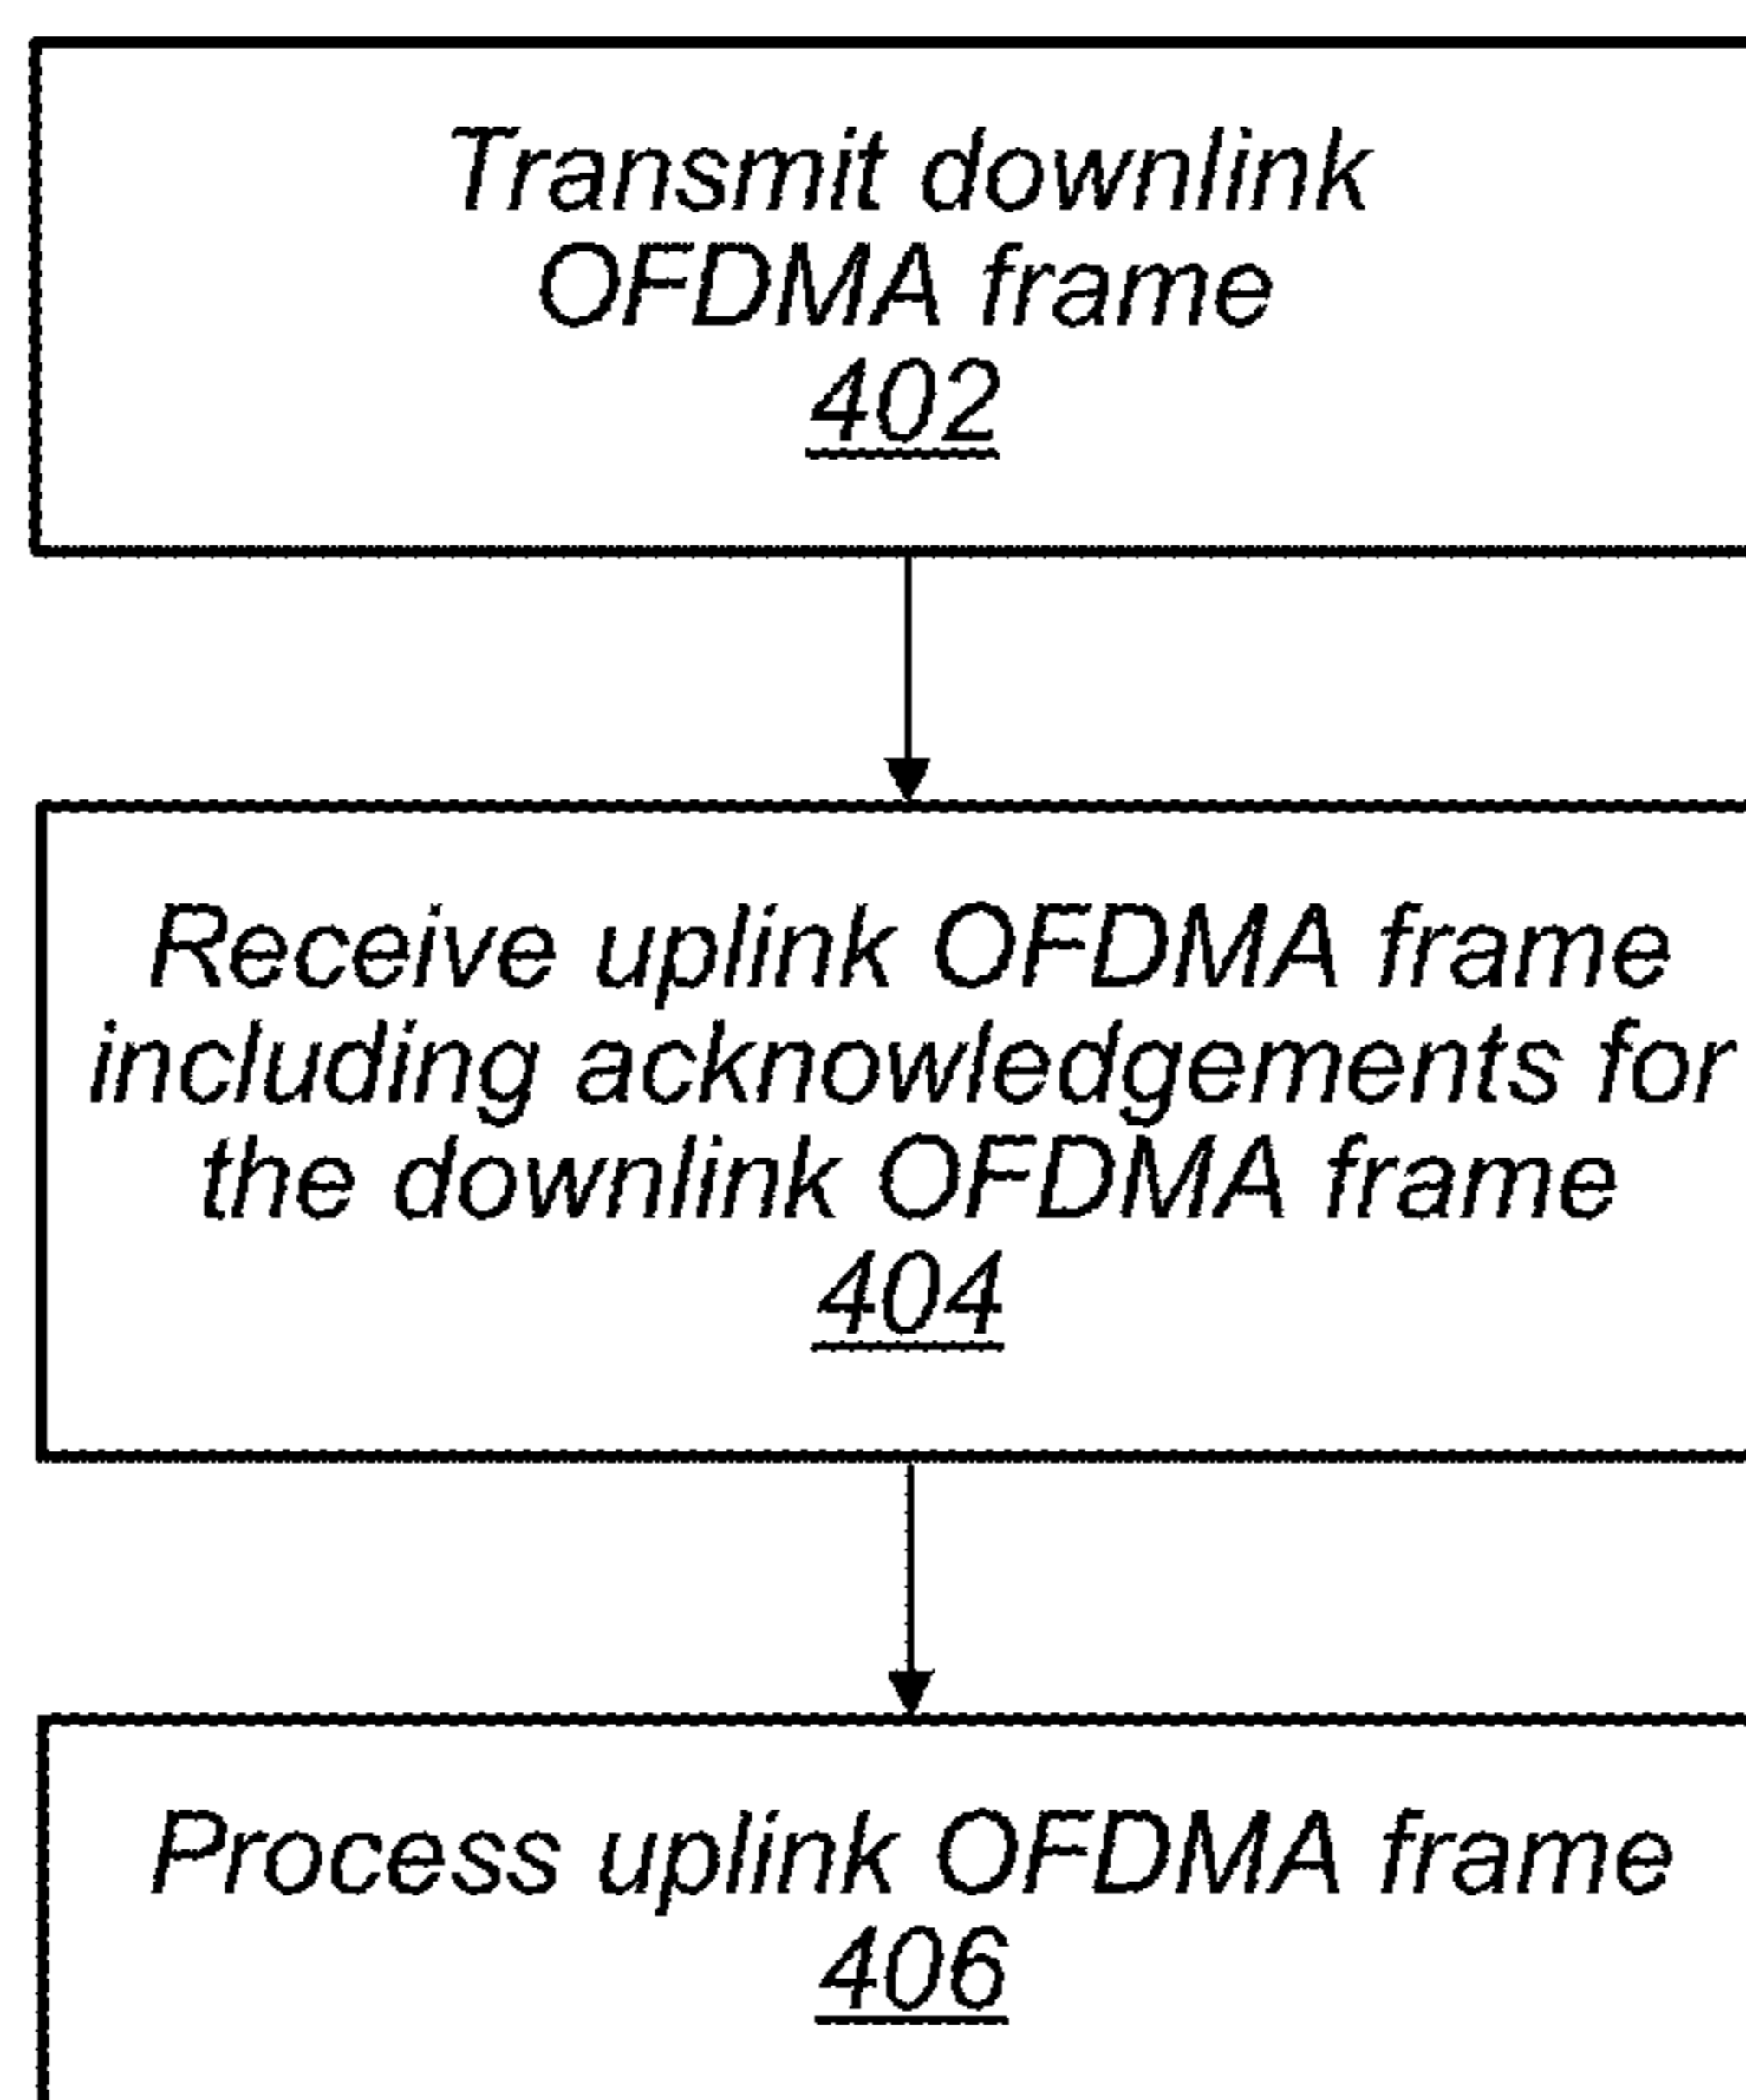 Transmit downlink
OFDMA frame
402
Receive uplink OFDMA frame
including acknowledgements for
the downlink OFDMA frame
404
Process uplink OFDMA frame
406